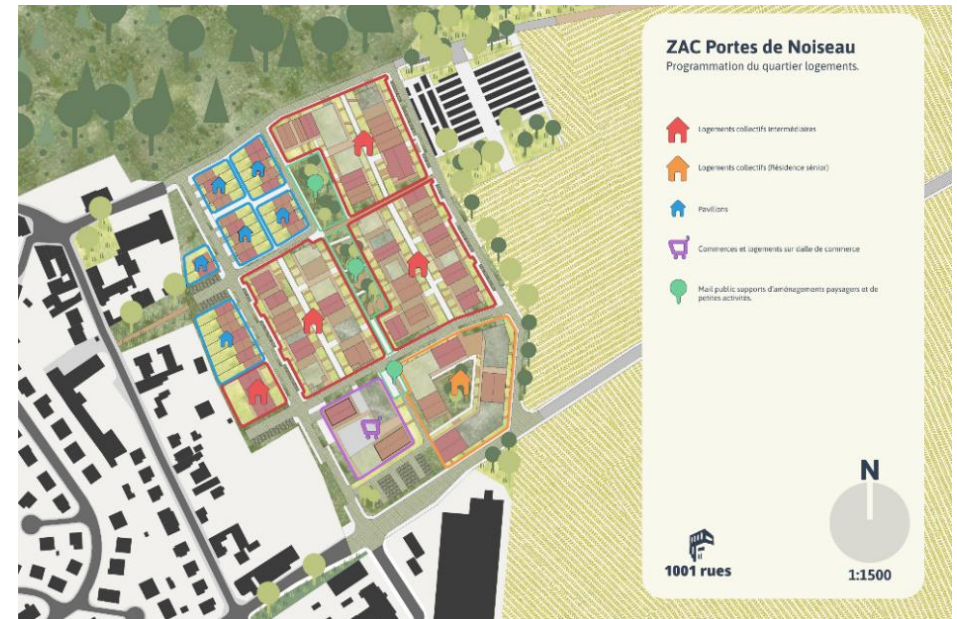 ZAC Portes de Noiseau
Programmation du quartier logements.
Logements collectifs intermédiaires
Logements collectifs (Résidence sénior)
Pavillons
Commerces et logements sur dalle de commerce
Mail public supports d'aménagements paysagers et de
petites activités.
N
1001 rues
1:1500